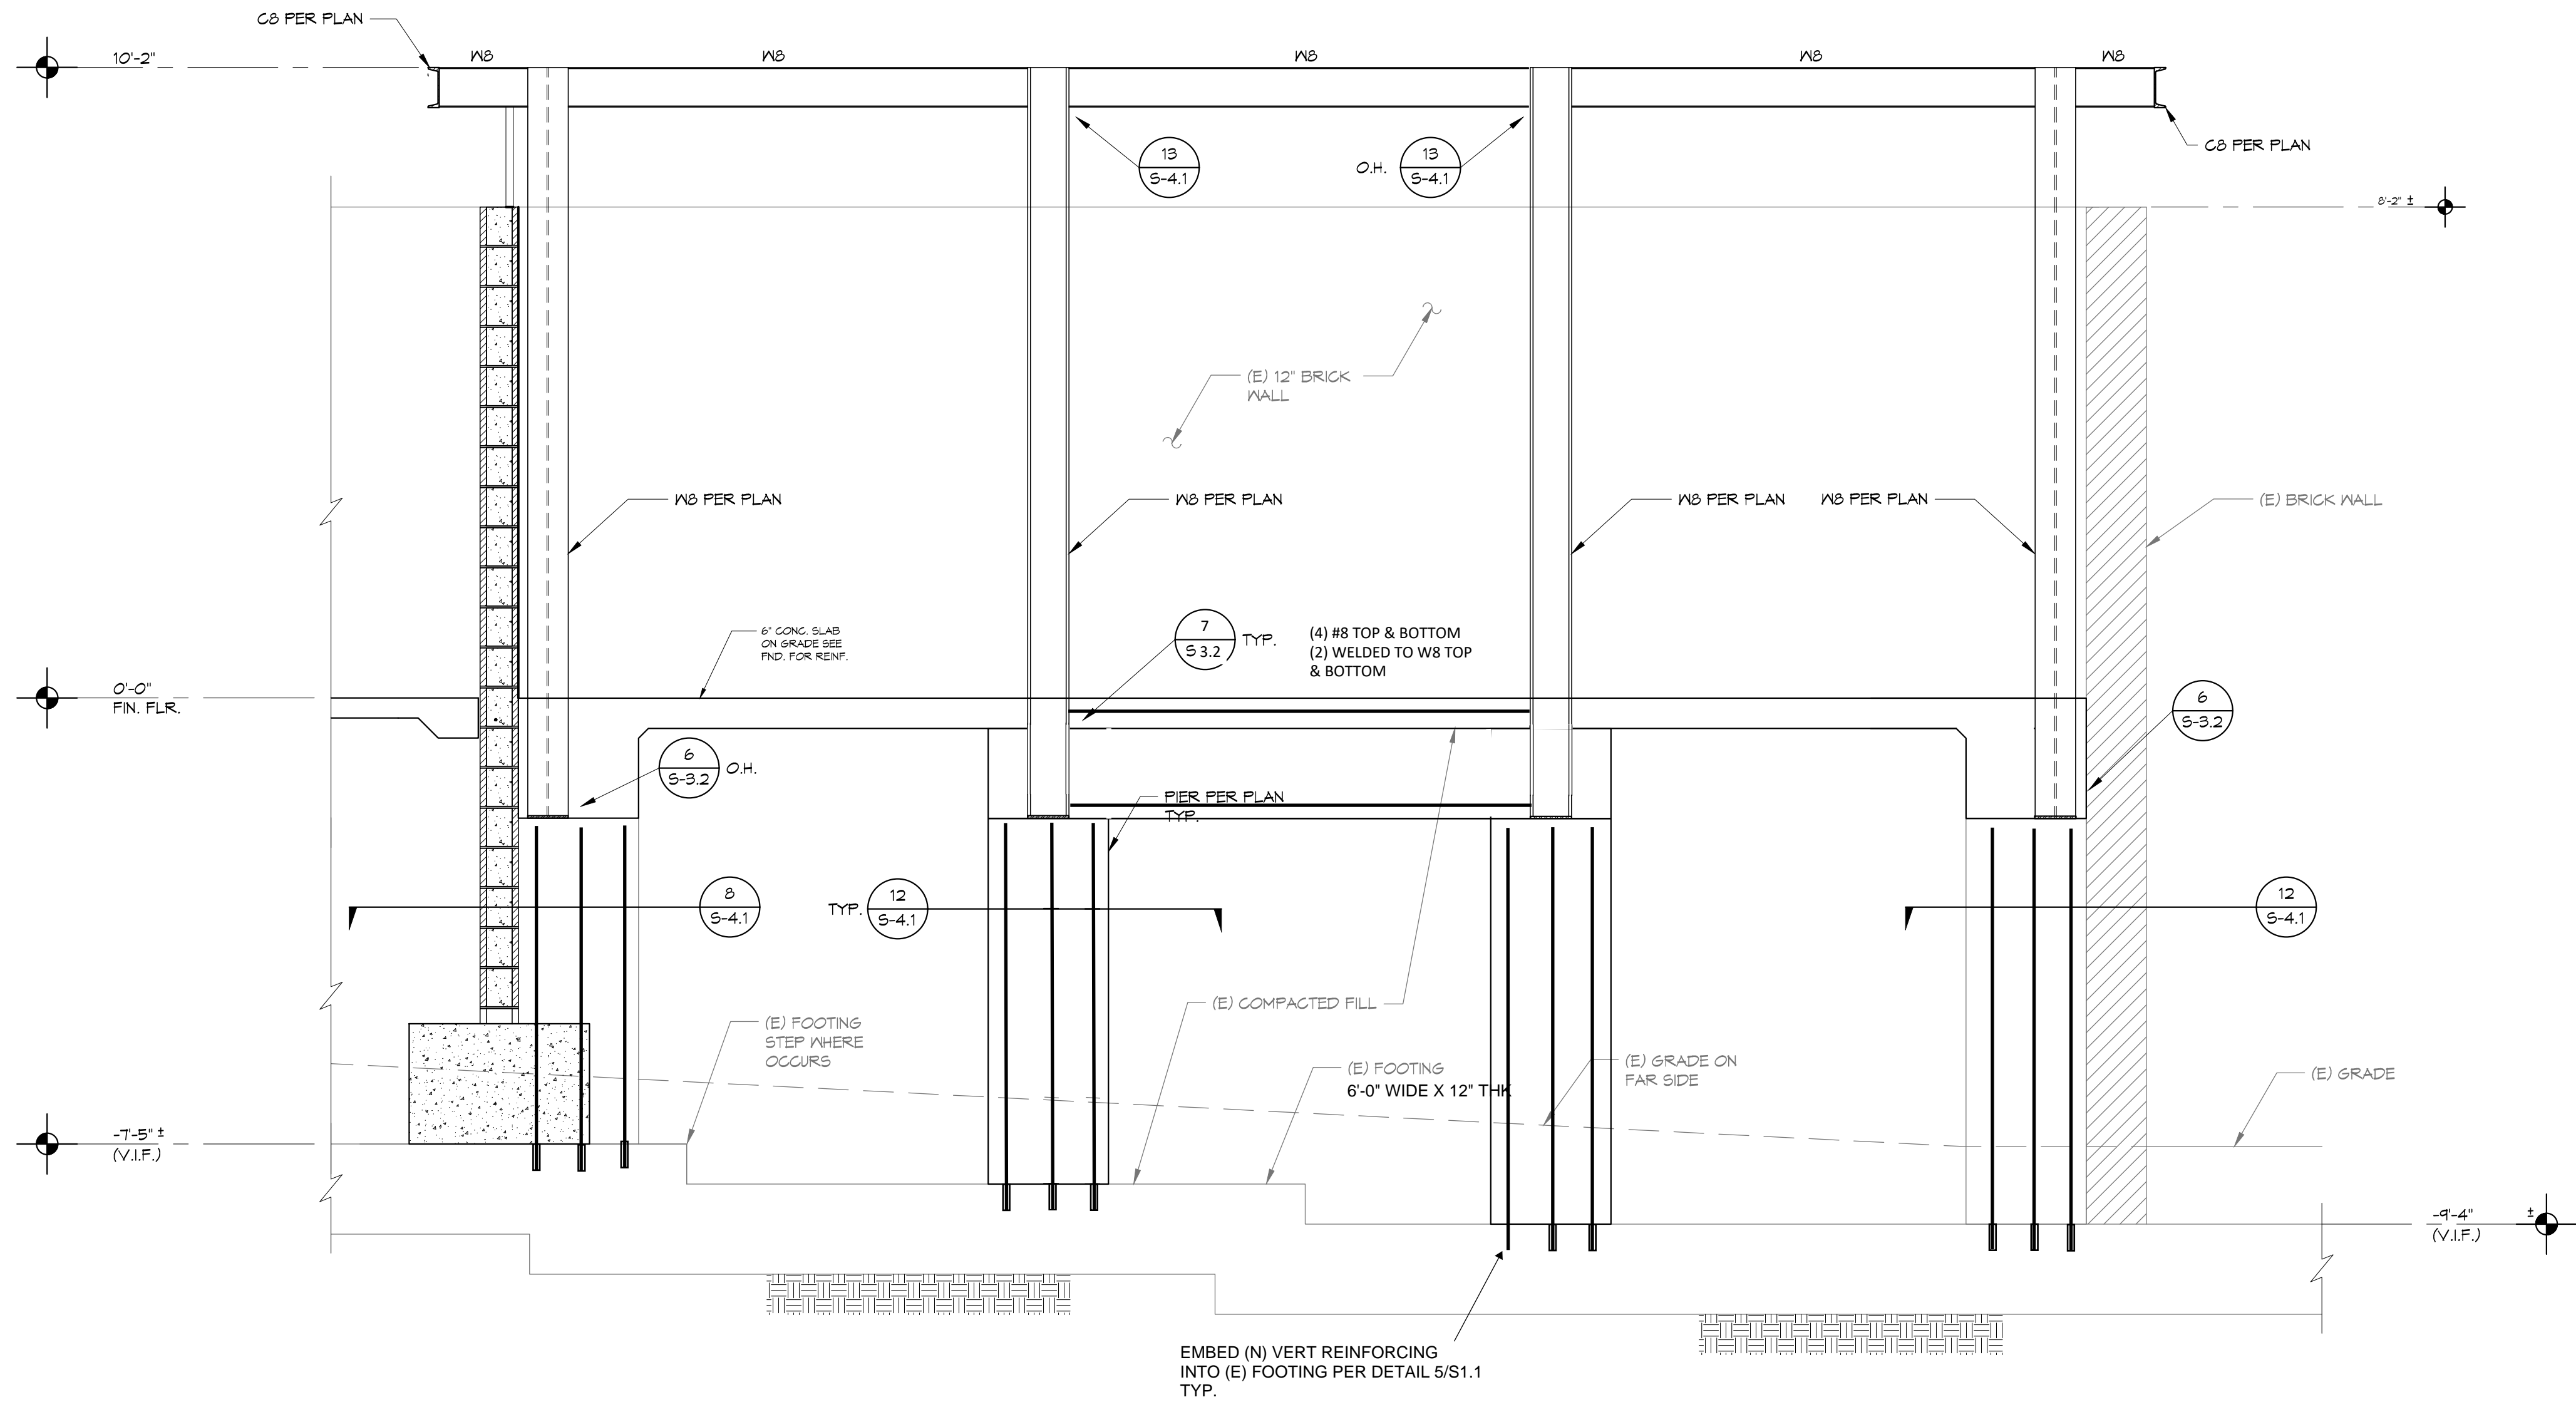 C8 PER PLAN
10'-2"
W8
W8
W8
W8
W8
13
S-4.1
O.H.
13
S-4.1
C8 PER PLAN
8'-2" ±
(E) 12" BRICK
WALL
W8 PER PLAN
W8 PER PLAN
W8 PER PLAN
W8 PER PLAN
(E) BRICK WALL
6" CONC. SLAB
ON GRADE SEE
FND. FOR REINF.
7
S 3.2
TYP.
(4) #8 TOP & BOTTOM
(2) WELDED TO W8 TOP
& BOTTOM
0'-0"
FIN. FLR.
6
S-3.2
6
S-3.2
O.H.
PIER PER PLAN
TYP.
8
S-4.1
TYP.
12
S-4.1
12
S-4.1
(E) COMPACTED FILL
(E) FOOTING
STEP WHERE
OCCURS
(E) FOOTING
6'-0" WIDE X 12" THK
(E) GRADE ON
FAR SIDE
(E) GRADE
-7'-5" ±
(V.I.F.)
-9'-4" ±
(V.I.F.)
EMBED (N) VERT REINFORCING
INTO (E) FOOTING PER DETAIL 5/S1.1
TYP.